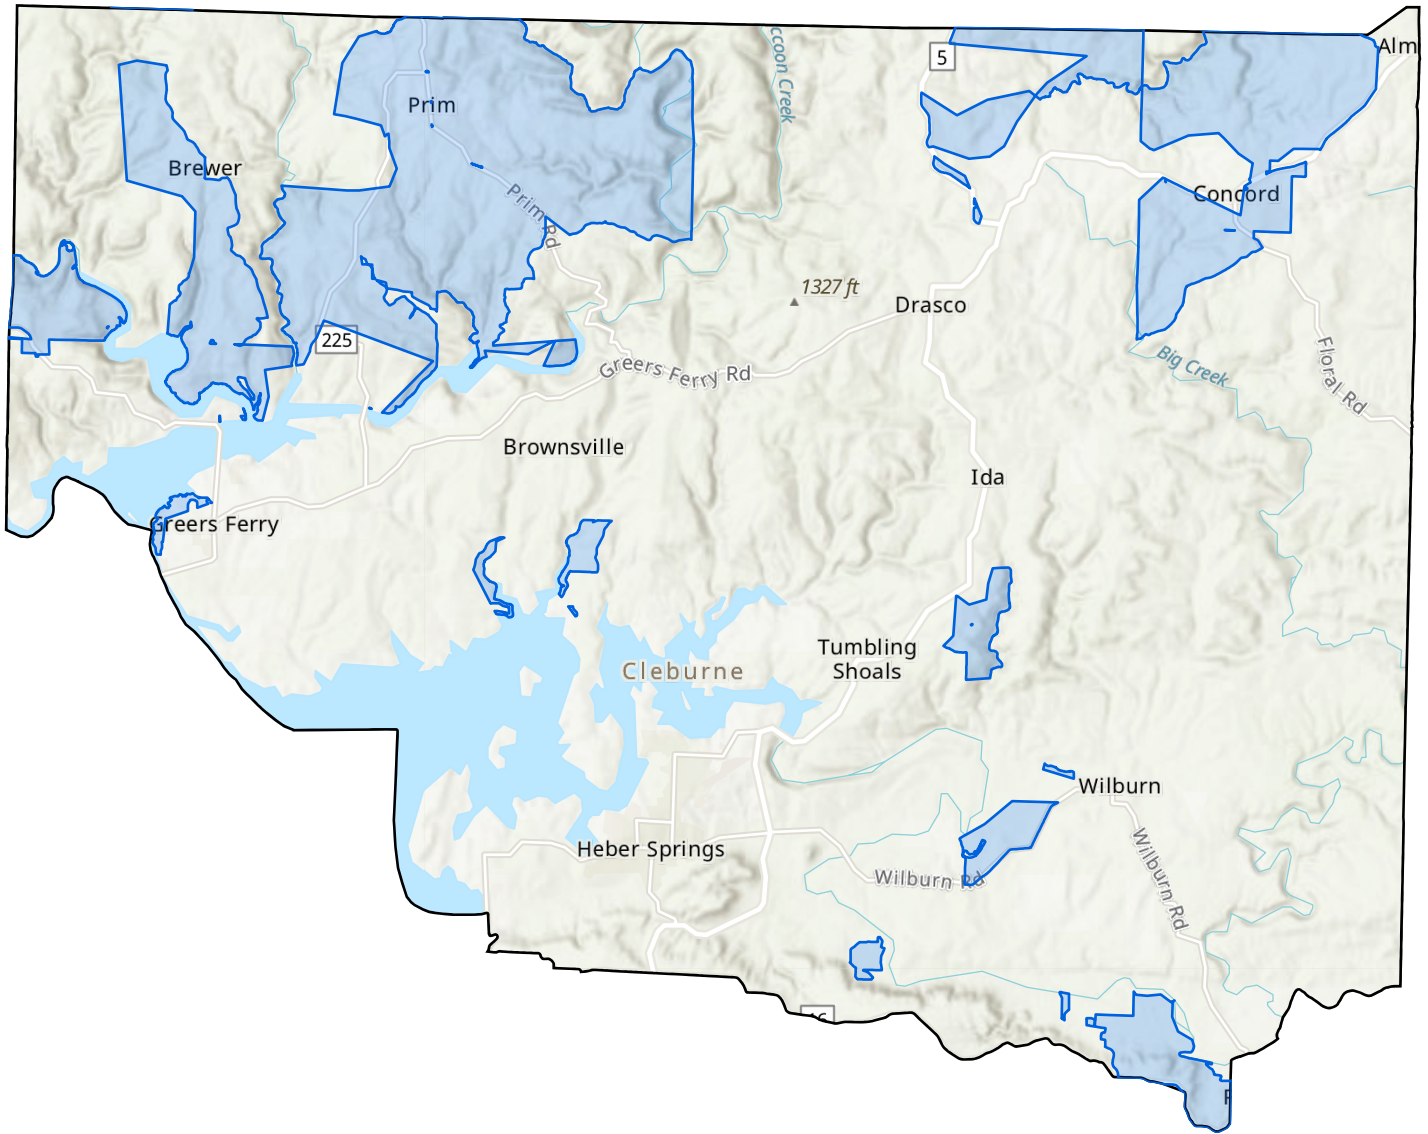 5
Alm
ccoon Creek
Prim
Brewer
Prim Rd
Concord
1327 ft
Drasco
225
Big Creek
Floral Rd
Greers Ferry Rd
Brownsville
Ida
Greers Ferry
Tumbling
Shoals
Cleburne
Wilburn
Heber Springs
Wilburn Rd
Wilburn Rd